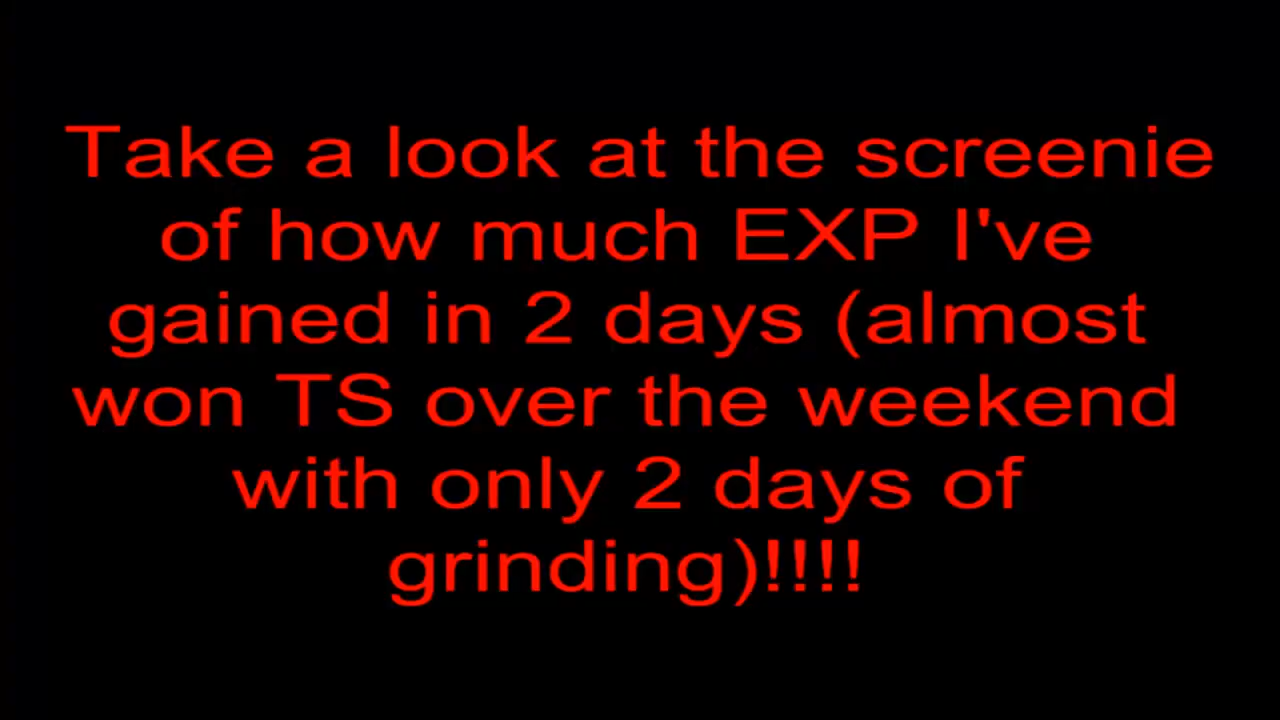 Take a look at the screenie
of how much EXP I've
gained in 2 days (almost
won TS over the weekend
with only 2 days of
grinding)!!!!